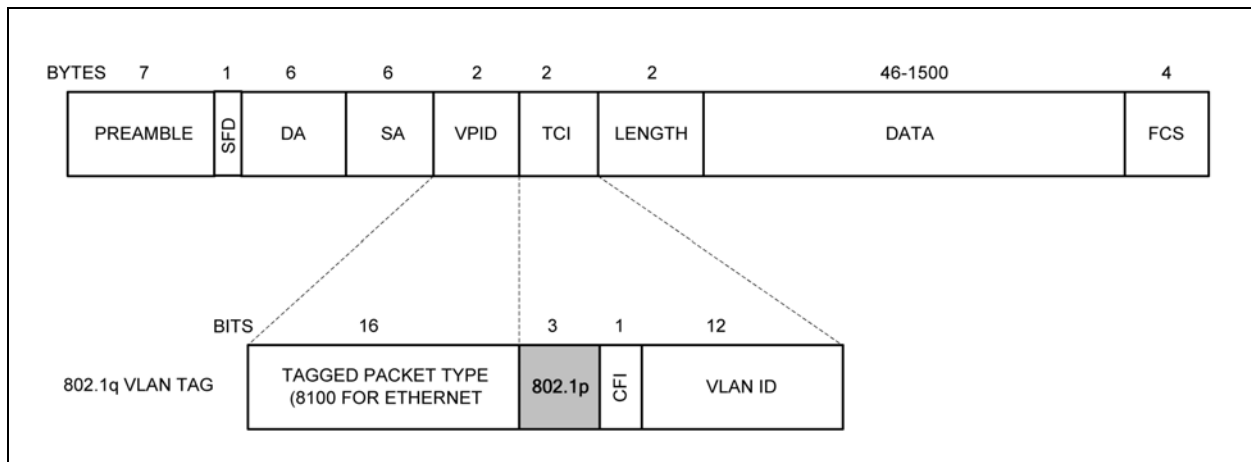 BYTES 7 1 6 6 2 2 2 46-1500 4
PREAMBLE SFD DA SA VPID TCI LENGTH DATA FCS
BITS 16 3 1 12
802.1q VLAN TAG
TAGGED PACKET TYPE
(8100 FOR ETHERNET
802.1p CFI VLAN ID